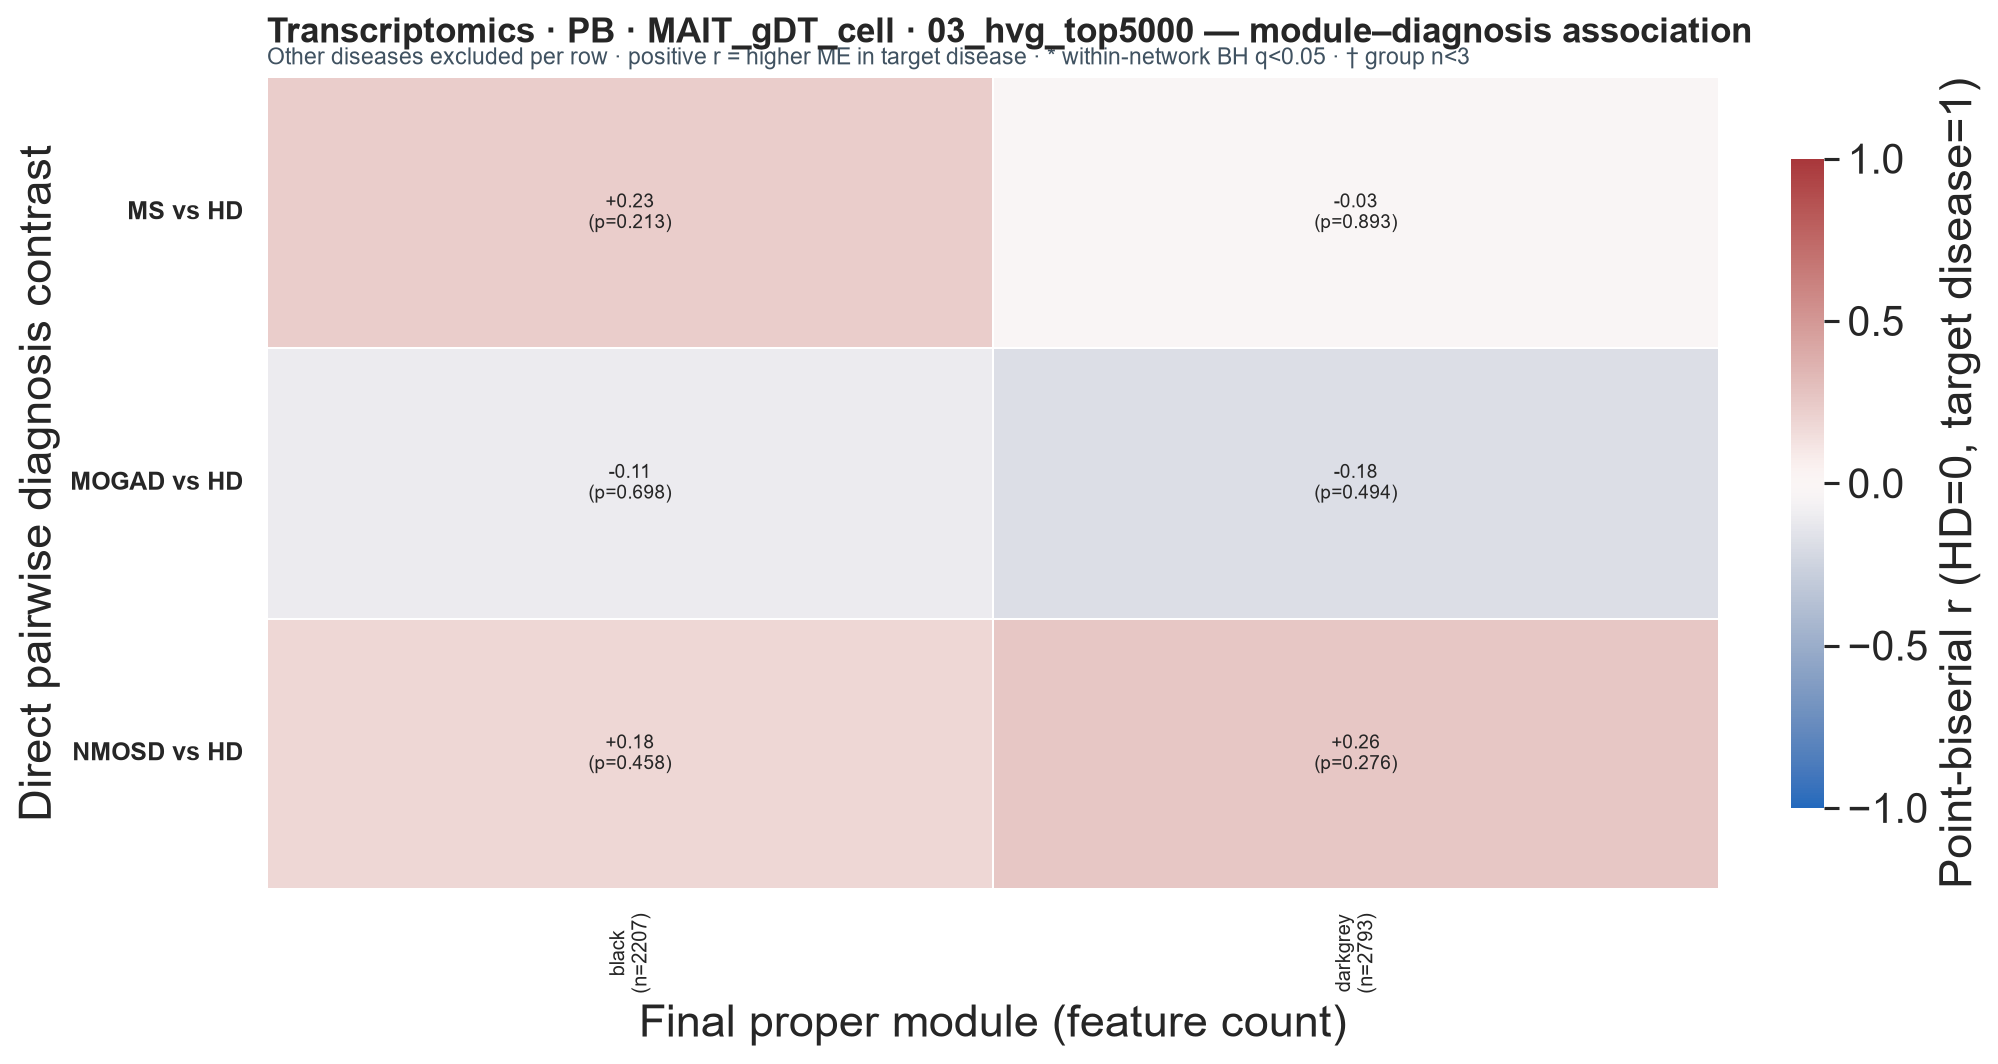 Transcriptomics · PB · MAIT_gDT_cell · 03_hvg_top5000 — module–diagnosis association
Other diseases excluded per row · positive r = higher ME in target disease · * within-network BH q<0.05 · † group n<3
Direct pairwise diagnosis contrast
MS vs HD
+0.23
(p=0.213)
-0.03
(p=0.893)
MOGAD vs HD
-0.11
(p=0.698)
-0.18
(p=0.494)
NMOSD vs HD
+0.18
(p=0.458)
+0.26
(p=0.276)
black
(n=2207)
darkgrey
(n=2793)
Final proper module (feature count)
1.0
0.5
0.0
−0.5
−1.0
Point-biserial r (HD=0, target disease=1)